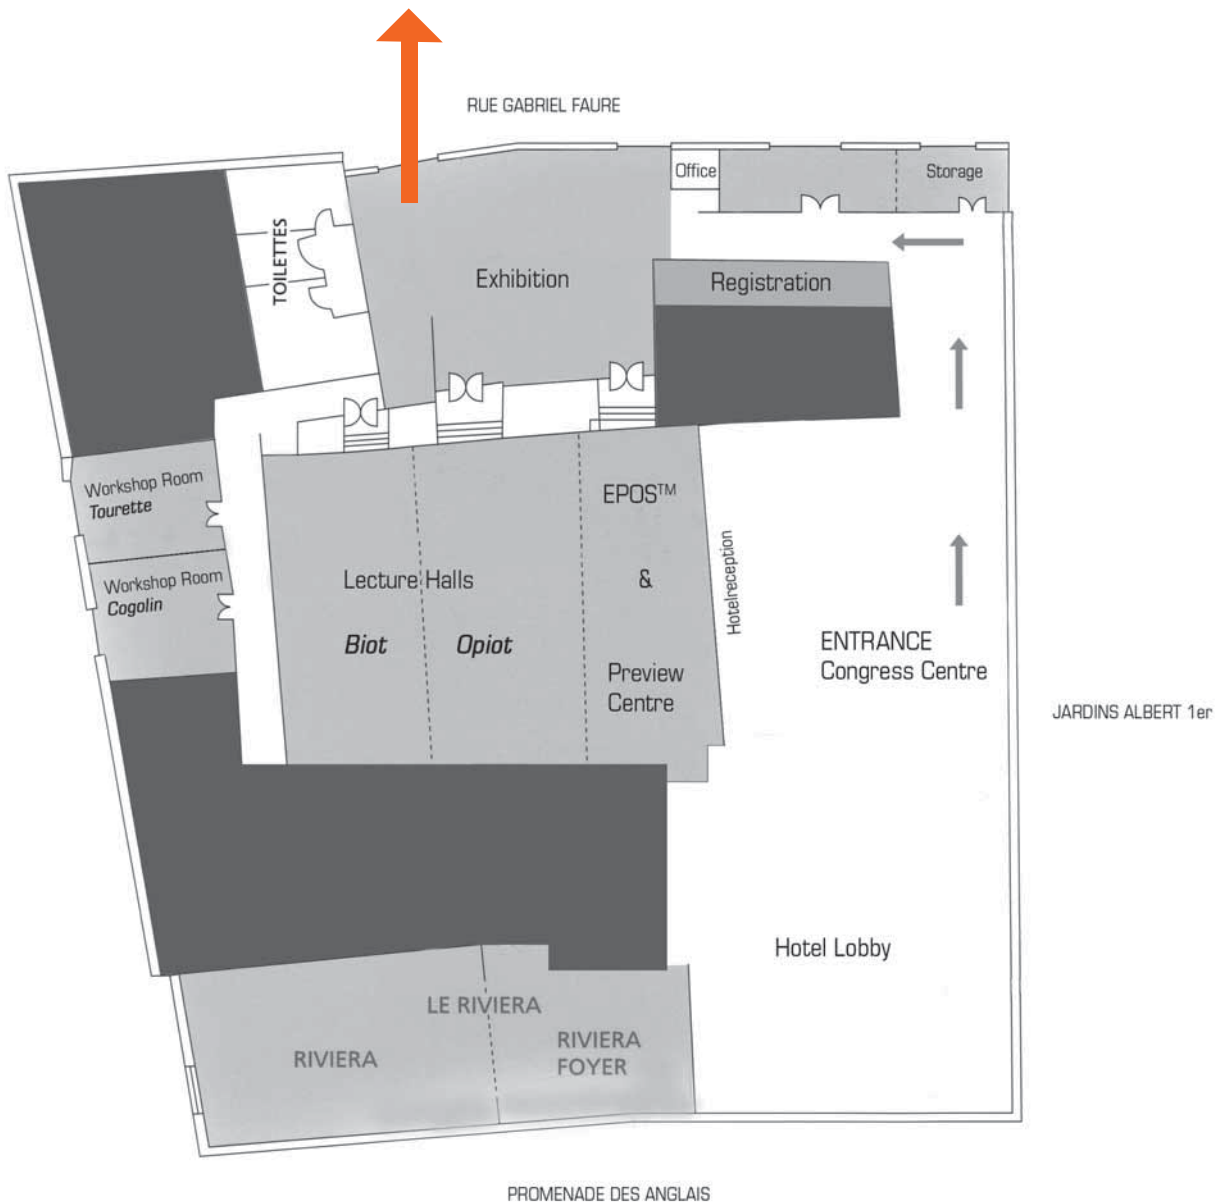 RUE GABRIEL FAURE
Office
Storage
TOILETTES
Exhibition
Registration
Workshop Room
Tourette
EPOS™
Workshop Room
Cogolin
Lecture Halls
&
Hotelreception
Biot
Opiot
ENTRANCE
Congress Centre
Preview
Centre
JARDINS ALBERT 1er
Hotel Lobby
LE RIVIERA
RIVIERA
RIVIERA
FOYER
PROMENADE DES ANGLAIS